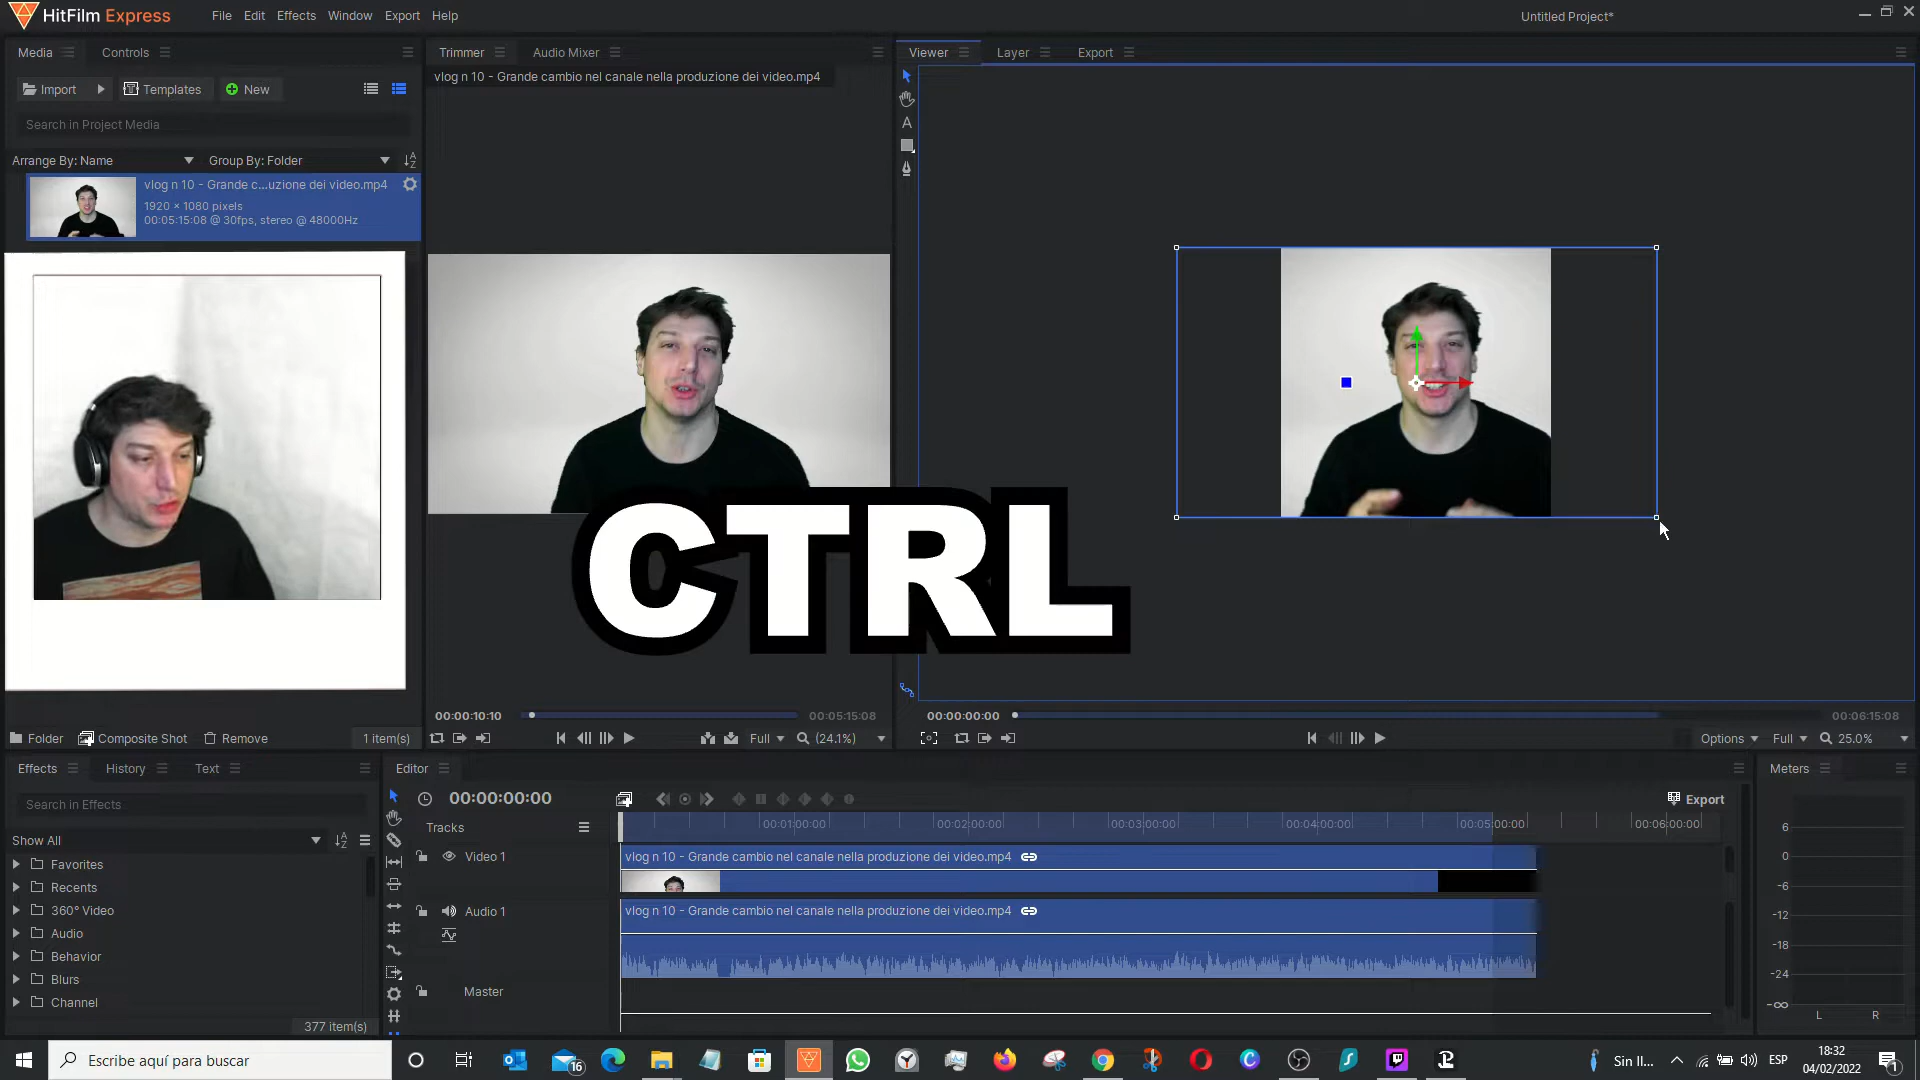 HitFilm Express
File Edit Effects Window Export Help
Untitled Project*
Media Controls
Trimmer Audio Mixer
Viewer Layer Export
vlog n 10 - Grande cambio nel canale nella produzione dei video.mp4
Import Templates New
Search in Project Media
Arrange By: Name Group By: Folder
vlog n 10 - Grande c...uzione dei video.mp4
1920 × 1080 pixels
00:05:15:08 @ 30fps, stereo @ 48000Hz
CTRL
00:00:10:10 00:05:15:08
00:00:00:00 00:06:15:08
Folder Composite Shot Remove 1 item(s)
Full (24.1%)
Options Full 25.0%
Effects History Text
Editor
Meters
Search in Effects
00:00:00:00
Export
Tracks
00:01:00:00 00:02:00:00 00:03:00:00 00:04:00:00 00:05:00:00 00:06:00:00
Show All
Favorites
Recents
360° Video
Audio
Behavior
Blurs
Channel
377 item(s)
Video 1
vlog n 10 - Grande cambio nel canale nella produzione dei video.mp4
Audio 1
vlog n 10 - Grande cambio nel canale nella produzione dei video.mp4
Master
6
0
-6
-12
-18
-24
-∞
L R
Escribe aquí para buscar
16
Sin Il...
ESP
18:32
04/02/2022
1